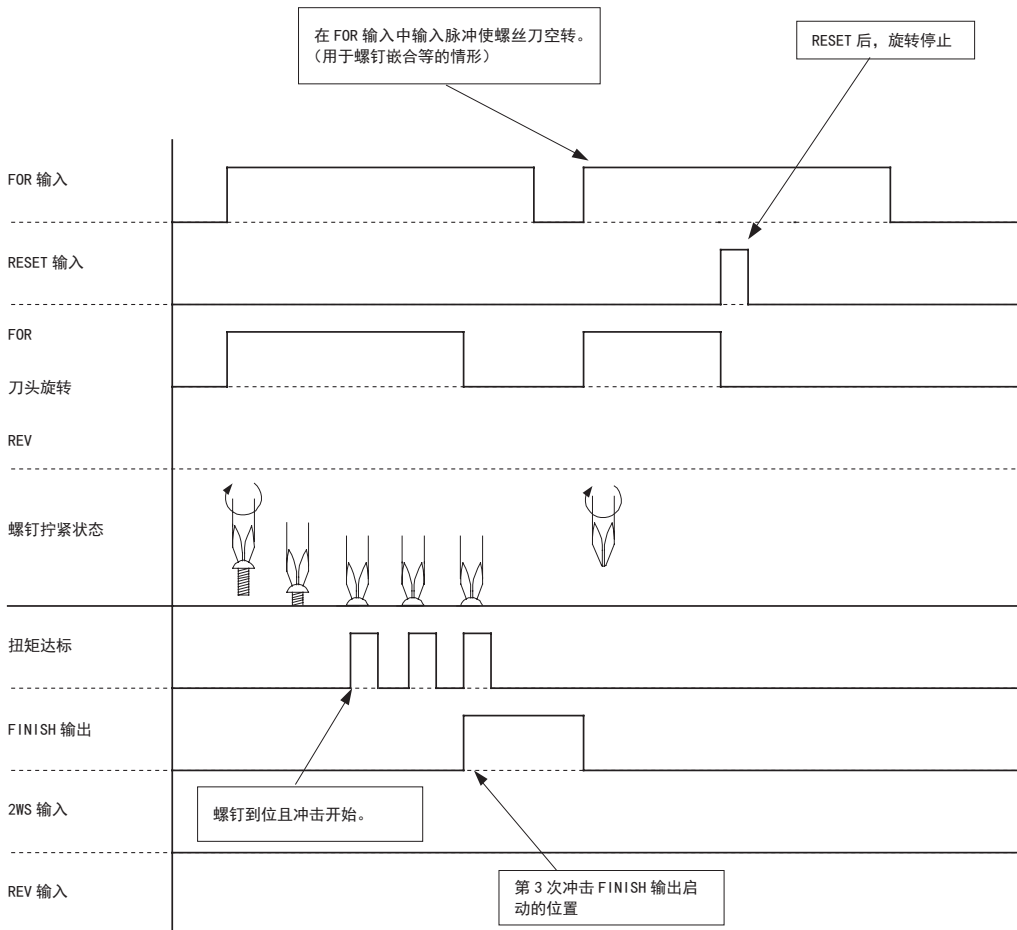 在 FOR 输入中输入脉冲使螺丝刀空转。
（用于螺钉嵌合等的情形）
RESET 后，旋转停止
FOR 输入
RESET 输入
FOR
刀头旋转
REV
螺钉拧紧状态
扭矩达标
FINISH 输出
2WS 输入
螺钉到位且冲击开始。
REV 输入
第 3 次冲击 FINISH 输出启
动的位置